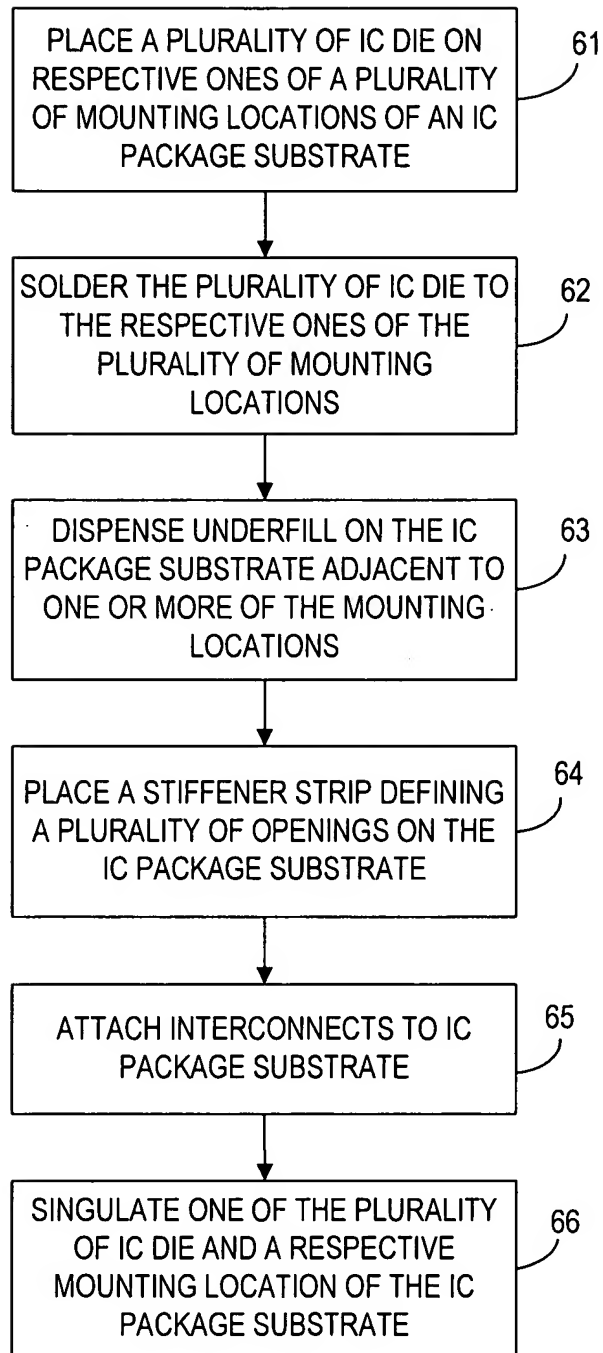 PLACE A PLURALITY OF IC DIE ON
RESPECTIVE ONES OF A PLURALITY
OF MOUNTING LOCATIONS OF AN IC
PACKAGE SUBSTRATE
61
SOLDER THE PLURALITY OF IC DIE TO
THE RESPECTIVE ONES OF THE
PLURALITY OF MOUNTING
LOCATIONS
62
DISPENSE UNDERFILL ON THE IC
PACKAGE SUBSTRATE ADJACENT TO
ONE OR MORE OF THE MOUNTING
LOCATIONS
63
PLACE A STIFFENER STRIP DEFINING
A PLURALITY OF OPENINGS ON THE
IC PACKAGE SUBSTRATE
64
ATTACH INTERCONNECTS TO IC
PACKAGE SUBSTRATE
65
SINGULATE ONE OF THE PLURALITY
OF IC DIE AND A RESPECTIVE
MOUNTING LOCATION OF THE IC
PACKAGE SUBSTRATE
66